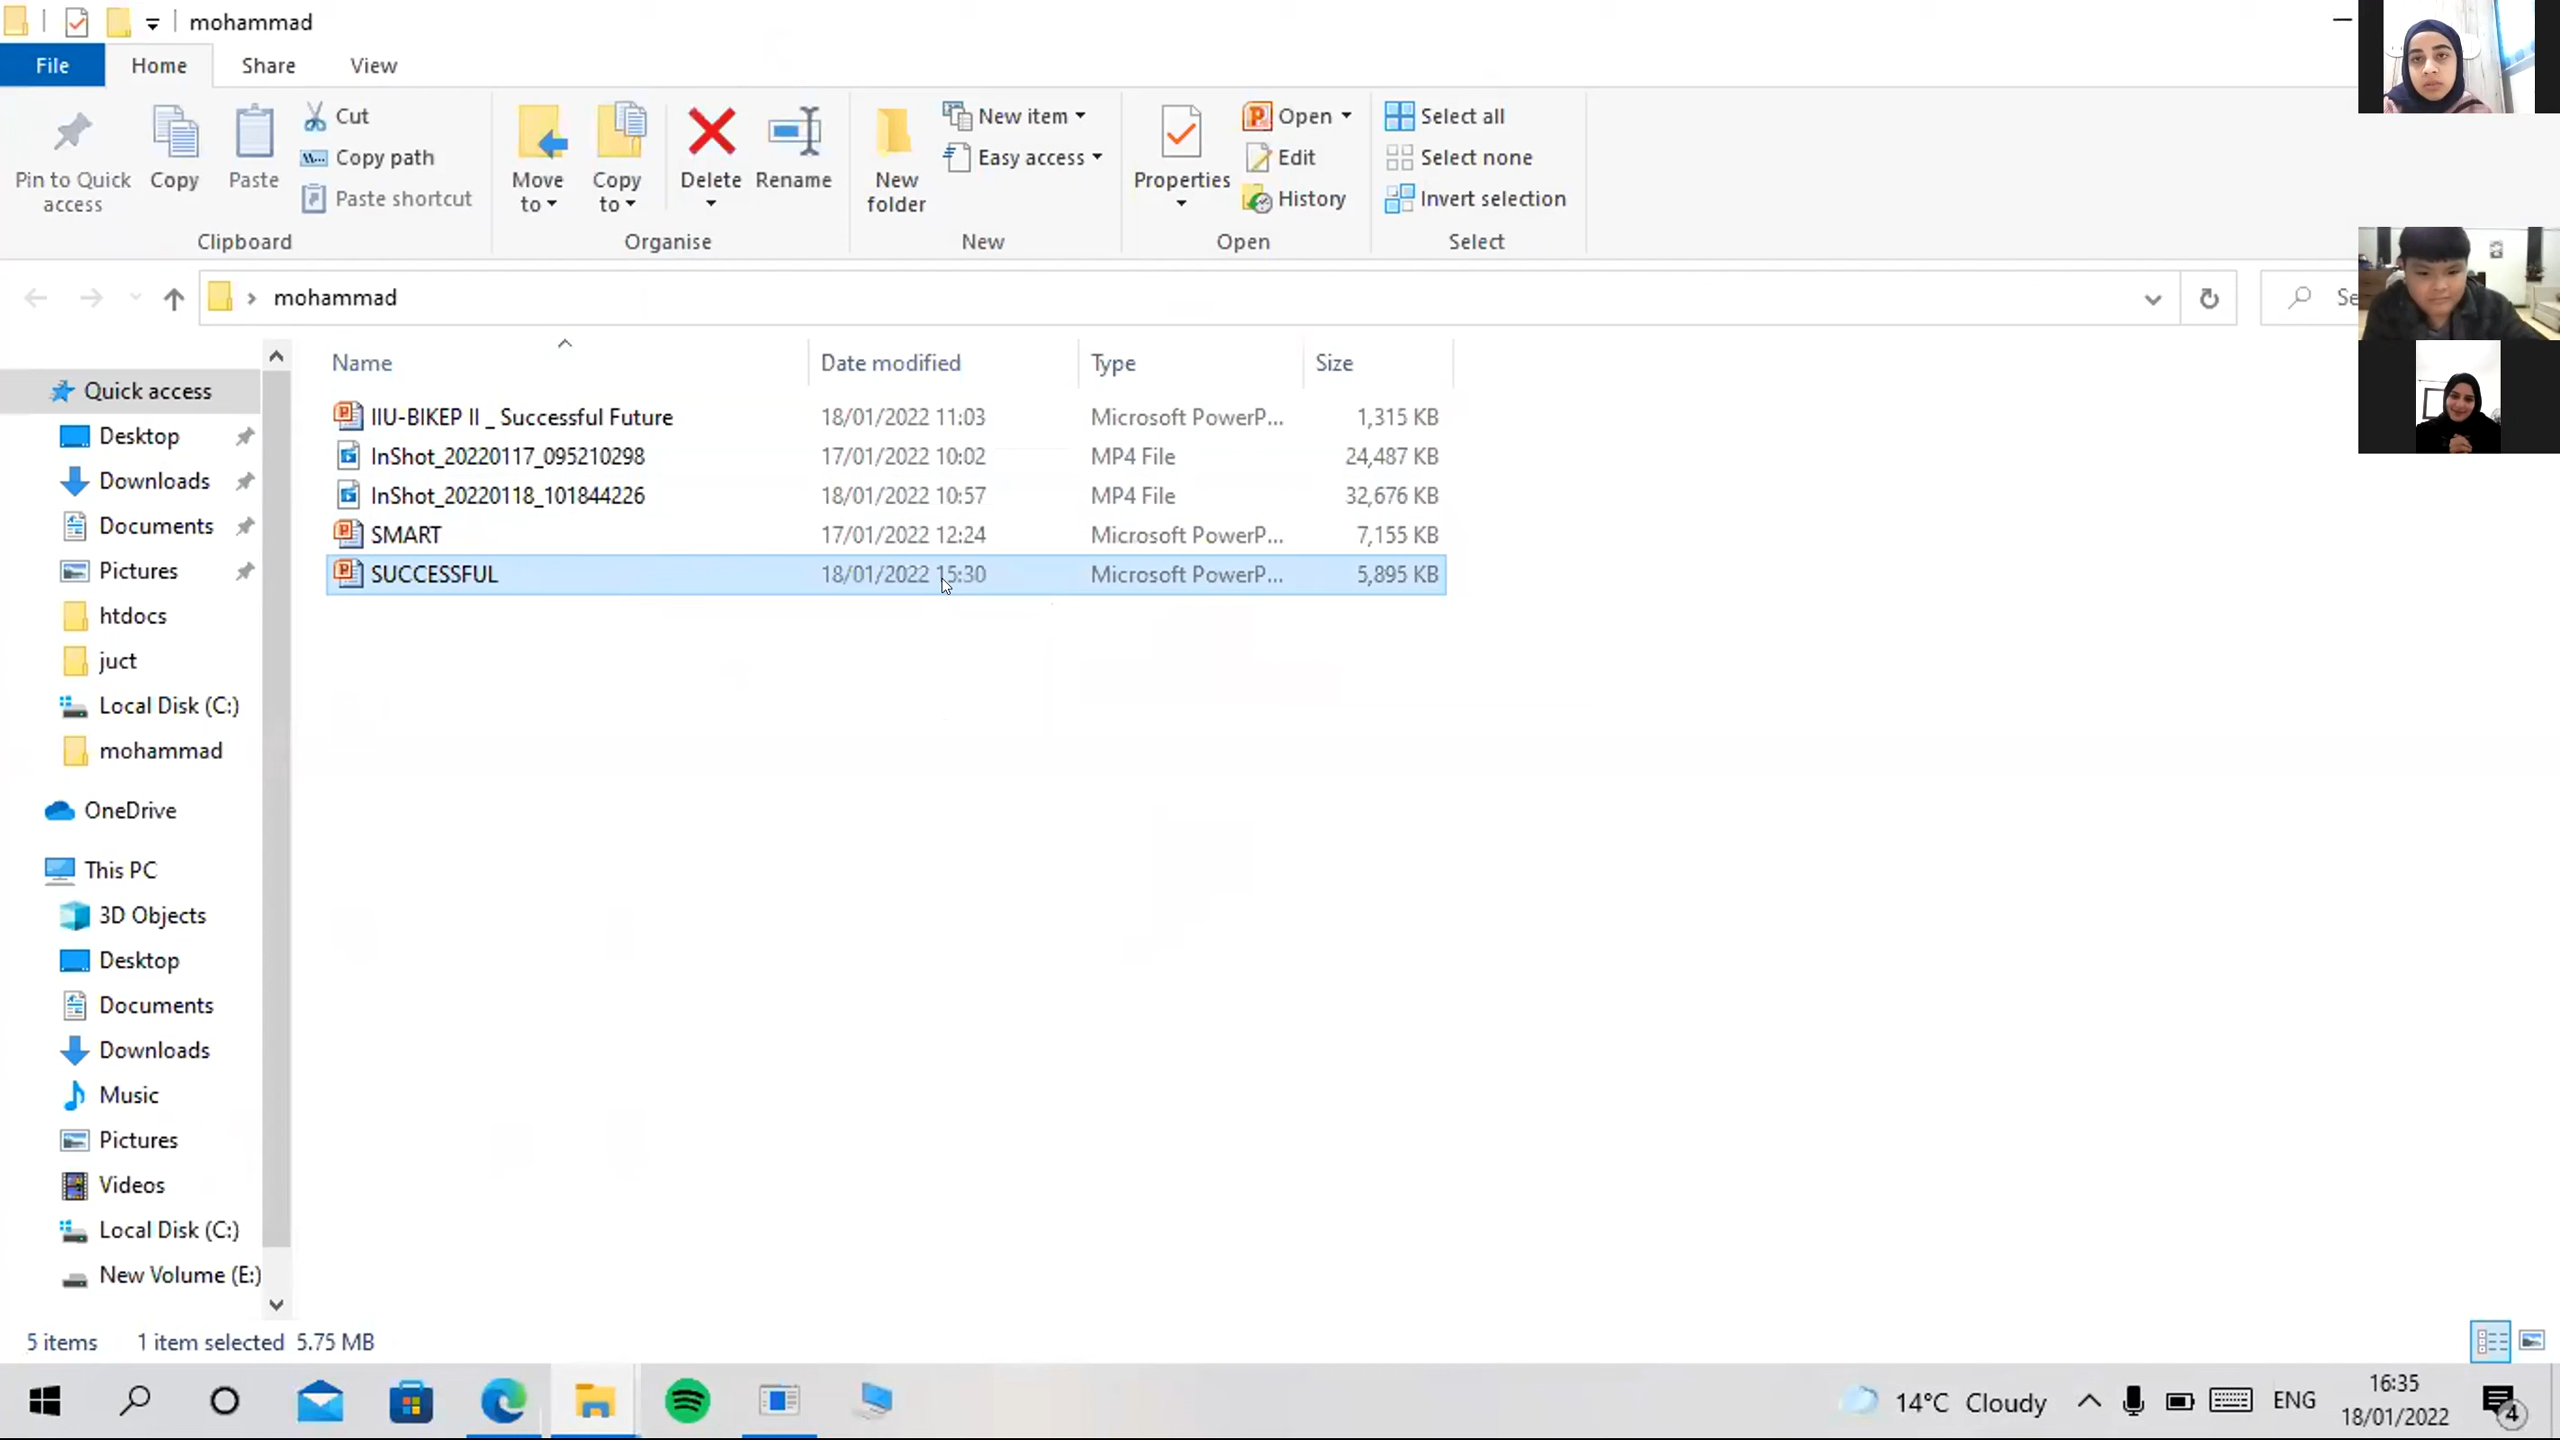 mohammad
File Home Share View
Pin to Quick access
Copy
Paste
Cut
Copy path
Paste shortcut
Clipboard
Move to
Copy to
Delete
Rename
Organise
New folder
New item
Easy access
New
Properties
Open
Edit
History
Open
Select all
Select none
Invert selection
Select
mohammad
Se
Name Date modified Type Size
IIU-BIKEP II _ Successful Future 18/01/2022 11:03 Microsoft PowerP... 1,315 KB
InShot_20220117_095210298 17/01/2022 10:02 MP4 File 24,487 KB
InShot_20220118_101844226 18/01/2022 10:57 MP4 File 32,676 KB
SMART 17/01/2022 12:24 Microsoft PowerP... 7,155 KB
SUCCESSFUL 18/01/2022 15:30 Microsoft PowerP... 5,895 KB
Quick access
Desktop
Downloads
Documents
Pictures
htdocs
juct
Local Disk (C:)
mohammad
OneDrive
This PC
3D Objects
Desktop
Documents
Downloads
Music
Pictures
Videos
Local Disk (C:)
New Volume (E:)
5 items 1 item selected 5.75 MB
14°C Cloudy ENG
16:35
18/01/2022
4